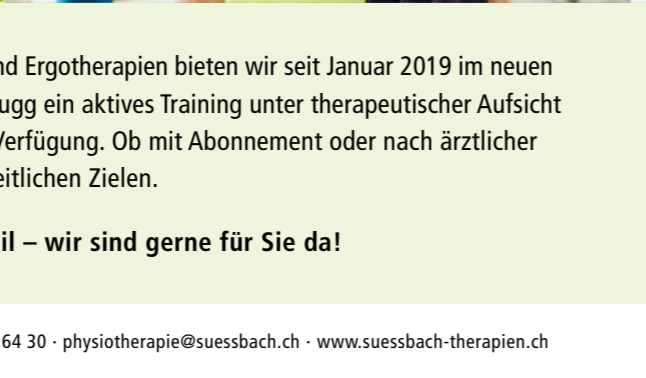 nd Ergotherapien bieten wir seit Januar 2019 im neuen
ugg ein aktives Training unter therapeutischer Aufsicht
Verfügung. Ob mit Abonnement oder nach ärztlicher
eitlichen Zielen.
il – wir sind gerne für Sie da!
64 30 · physiotherapie@suessbach.ch · www.suessbach-therapien.ch